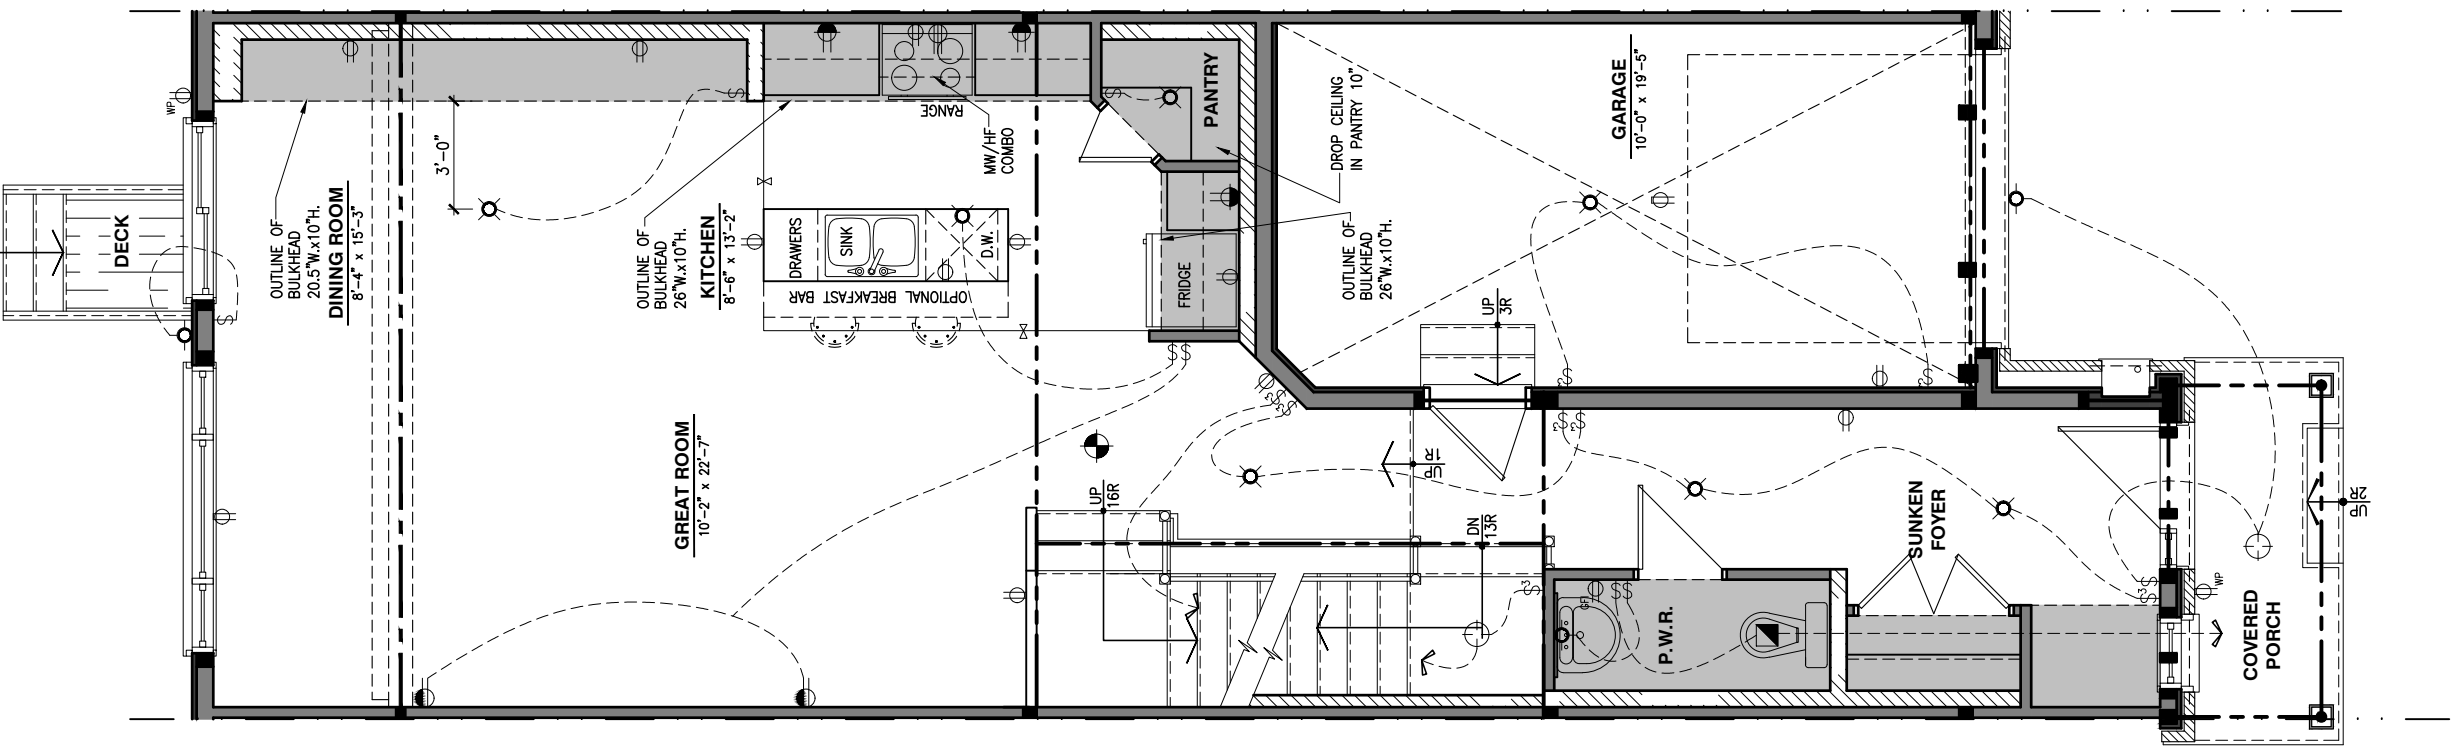 WP
DECK
OUTLINE OF
BULKHEAD
20.5"W.x10"H.
DINING ROOM
8'-4" x 15'-3"
3'-0"
RANGE
MW/HF
COMBO
OUTLINE OF
BULKHEAD
26"W.x10"H.
KITCHEN
8'-6" x 13'-2"
DRAWERS
SINK
D.W.
OPTIONAL BREAKFAST BAR
FRIDGE
PANTRY
DROP CEILING
IN PANTRY 10"
OUTLINE OF
BULKHEAD
26"W.x10"H.
GARAGE
10'-0" x 19'-5"
UP
3R
GREAT ROOM
10'-2" x 22'-7"
UP
16R
UP
1R
DN
13R
GFI
P.W.R.
SUNKEN
FOYER
WP
COVERED
PORCH
UP
2R